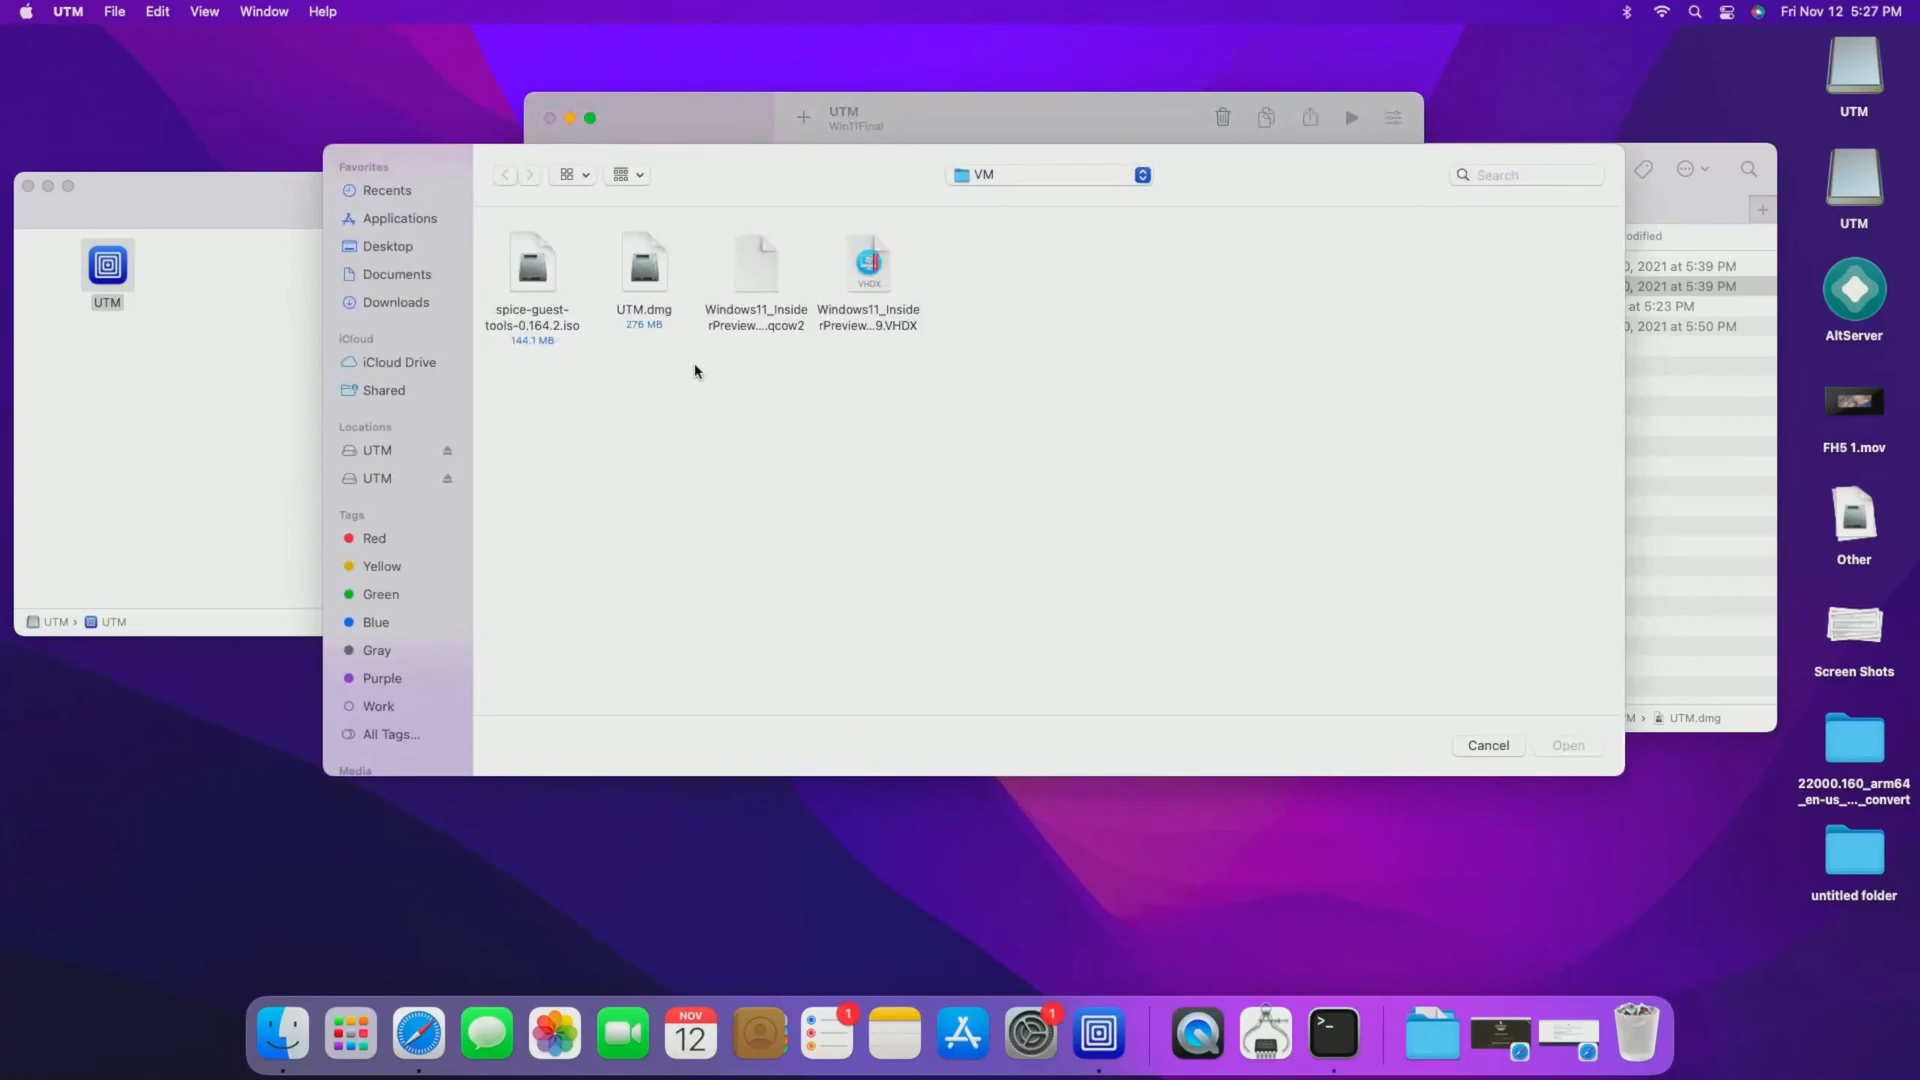 UTM File Edit View Window Help
Fri Nov 12 5:27 PM
UTM
Win11Final
Favorites
Recents
Applications
Desktop
Documents
Downloads
iCloud
iCloud Drive
Shared
Locations
UTM
UTM
Tags
Red
Yellow
Green
Blue
Gray
Purple
Work
All Tags...
Media
VM
Search
spice-guest-
tools-0.164.2.iso
144.1 MB
UTM.dmg
276 MB
Windows11_Inside
rPreview....qcow2
VHDX
Windows11_Inside
rPreview...9.VHDX
Cancel
Open
UTM
UTM › UTM
odified
0, 2021 at 5:39 PM
0, 2021 at 5:39 PM
at 5:23 PM
0, 2021 at 5:50 PM
M › UTM.dmg
UTM
UTM
AltServer
FH5 1.mov
Other
Screen Shots
22000.160_arm64
_en-us_..._convert
untitled folder
NOV
12
1
1
>_